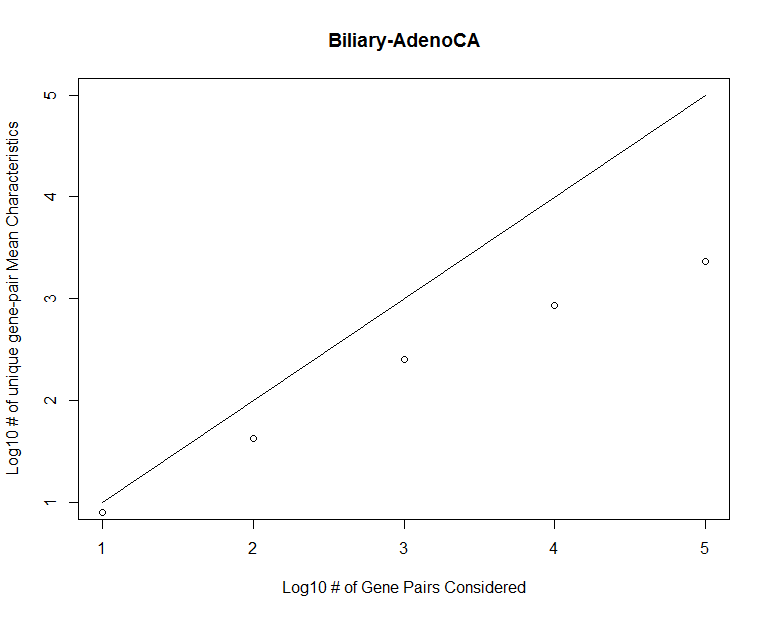 Biliary-AdenoCA
Log10 # of unique gene-pair Mean Characteristics
5
4
3
2
1
1 2 3 4 5
Log10 # of Gene Pairs Considered